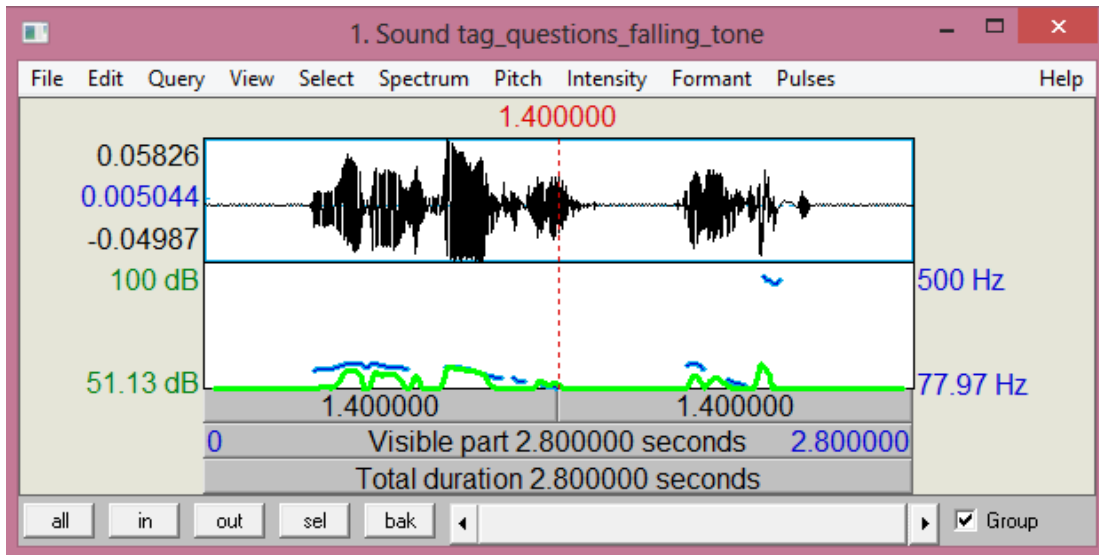 1. Sound tag_questions_falling_tone
File Edit Query View Select Spectrum Pitch Intensity Formant Pulses Help
1.400000
0.05826
0.005044
-0.04987
100 dB 500 Hz
51.13 dB 77.97 Hz
1.400000 1.400000
0 Visible part 2.800000 seconds 2.800000
Total duration 2.800000 seconds
all in out sel bak Group